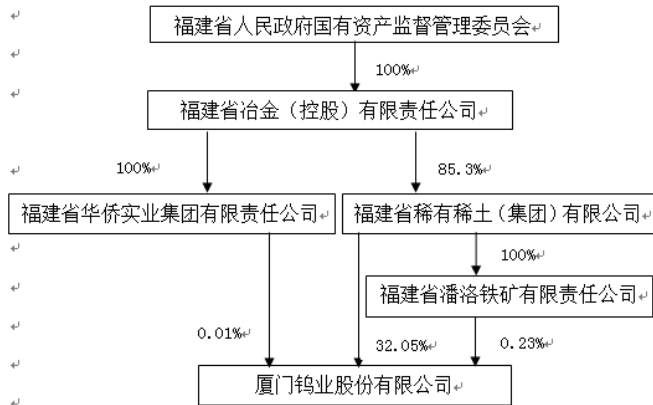 福建省人民政府国有资产监督管理委员会
100%
福建省冶金（控股）有限责任公司
100%
85.3%
福建省华侨实业集团有限责任公司
福建省稀有稀土（集团）有限公司
100%
福建省潘洛铁矿有限责任公司
0.01%
32.05%
0.23%
厦门钨业股份有限公司